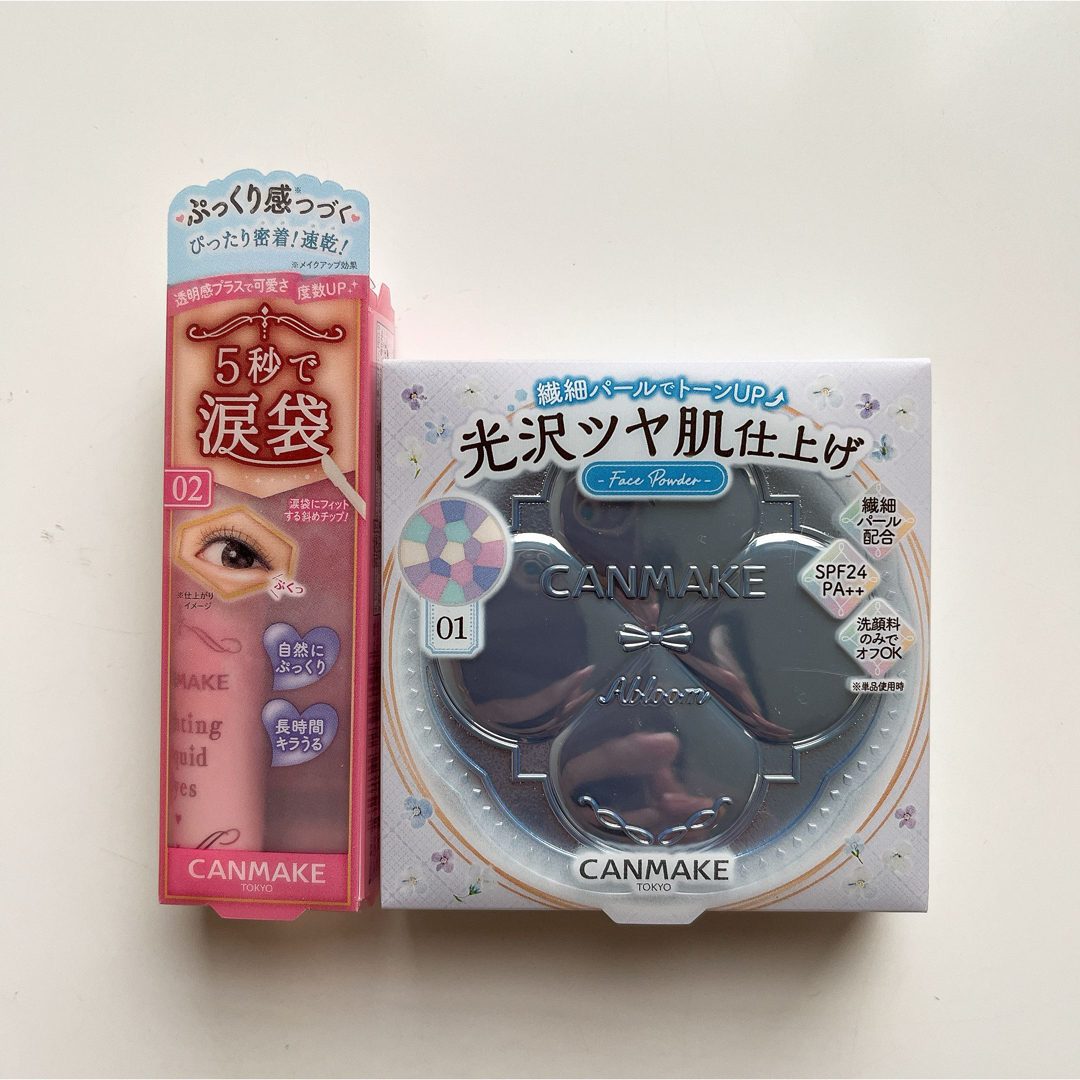 ぷっくり感※つづく
ぴったり密着!速乾!
※メイクアップ効果
透明感プラスで可愛さ度数UP
5秒で
涙袋
02
涙袋にフィット
する斜めチップ!
ぷくっ
※仕上がり
イメージ
自然に
ぷっくり
長時間
キラうる
MAKE
hting
quid
yes
CANMAKE
TOKYO
繊細パールでトーンUP
光沢ツヤ肌仕上げ
- Face Powder -
繊細
パール
配合
SPF24
PA++
洗顔料
のみで
オフOK
※単品使用時
01
CANMAKE
Abloom
CANMAKE
TOKYO